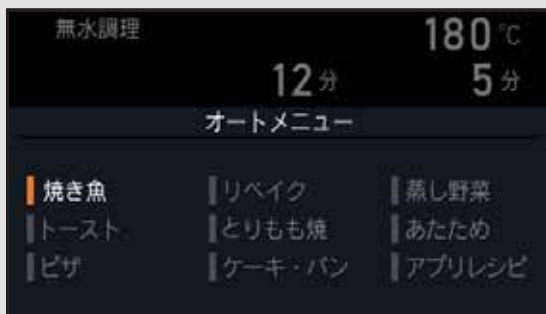 無水調理 180℃
12分 5分
オートメニュー
焼き魚 リベイク 蒸し野菜
トースト とりもも焼 あたため
ピザ ケーキ・パン アプリレシピ